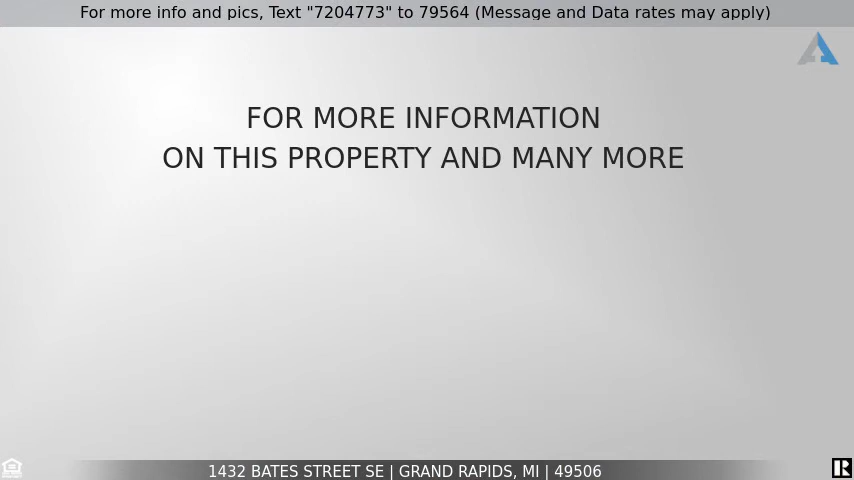 For more info and pics, Text "7204773" to 79564 (Message and Data rates may apply)
FOR MORE INFORMATION
ON THIS PROPERTY AND MANY MORE
1432 BATES STREET SE | GRAND RAPIDS, MI | 49506